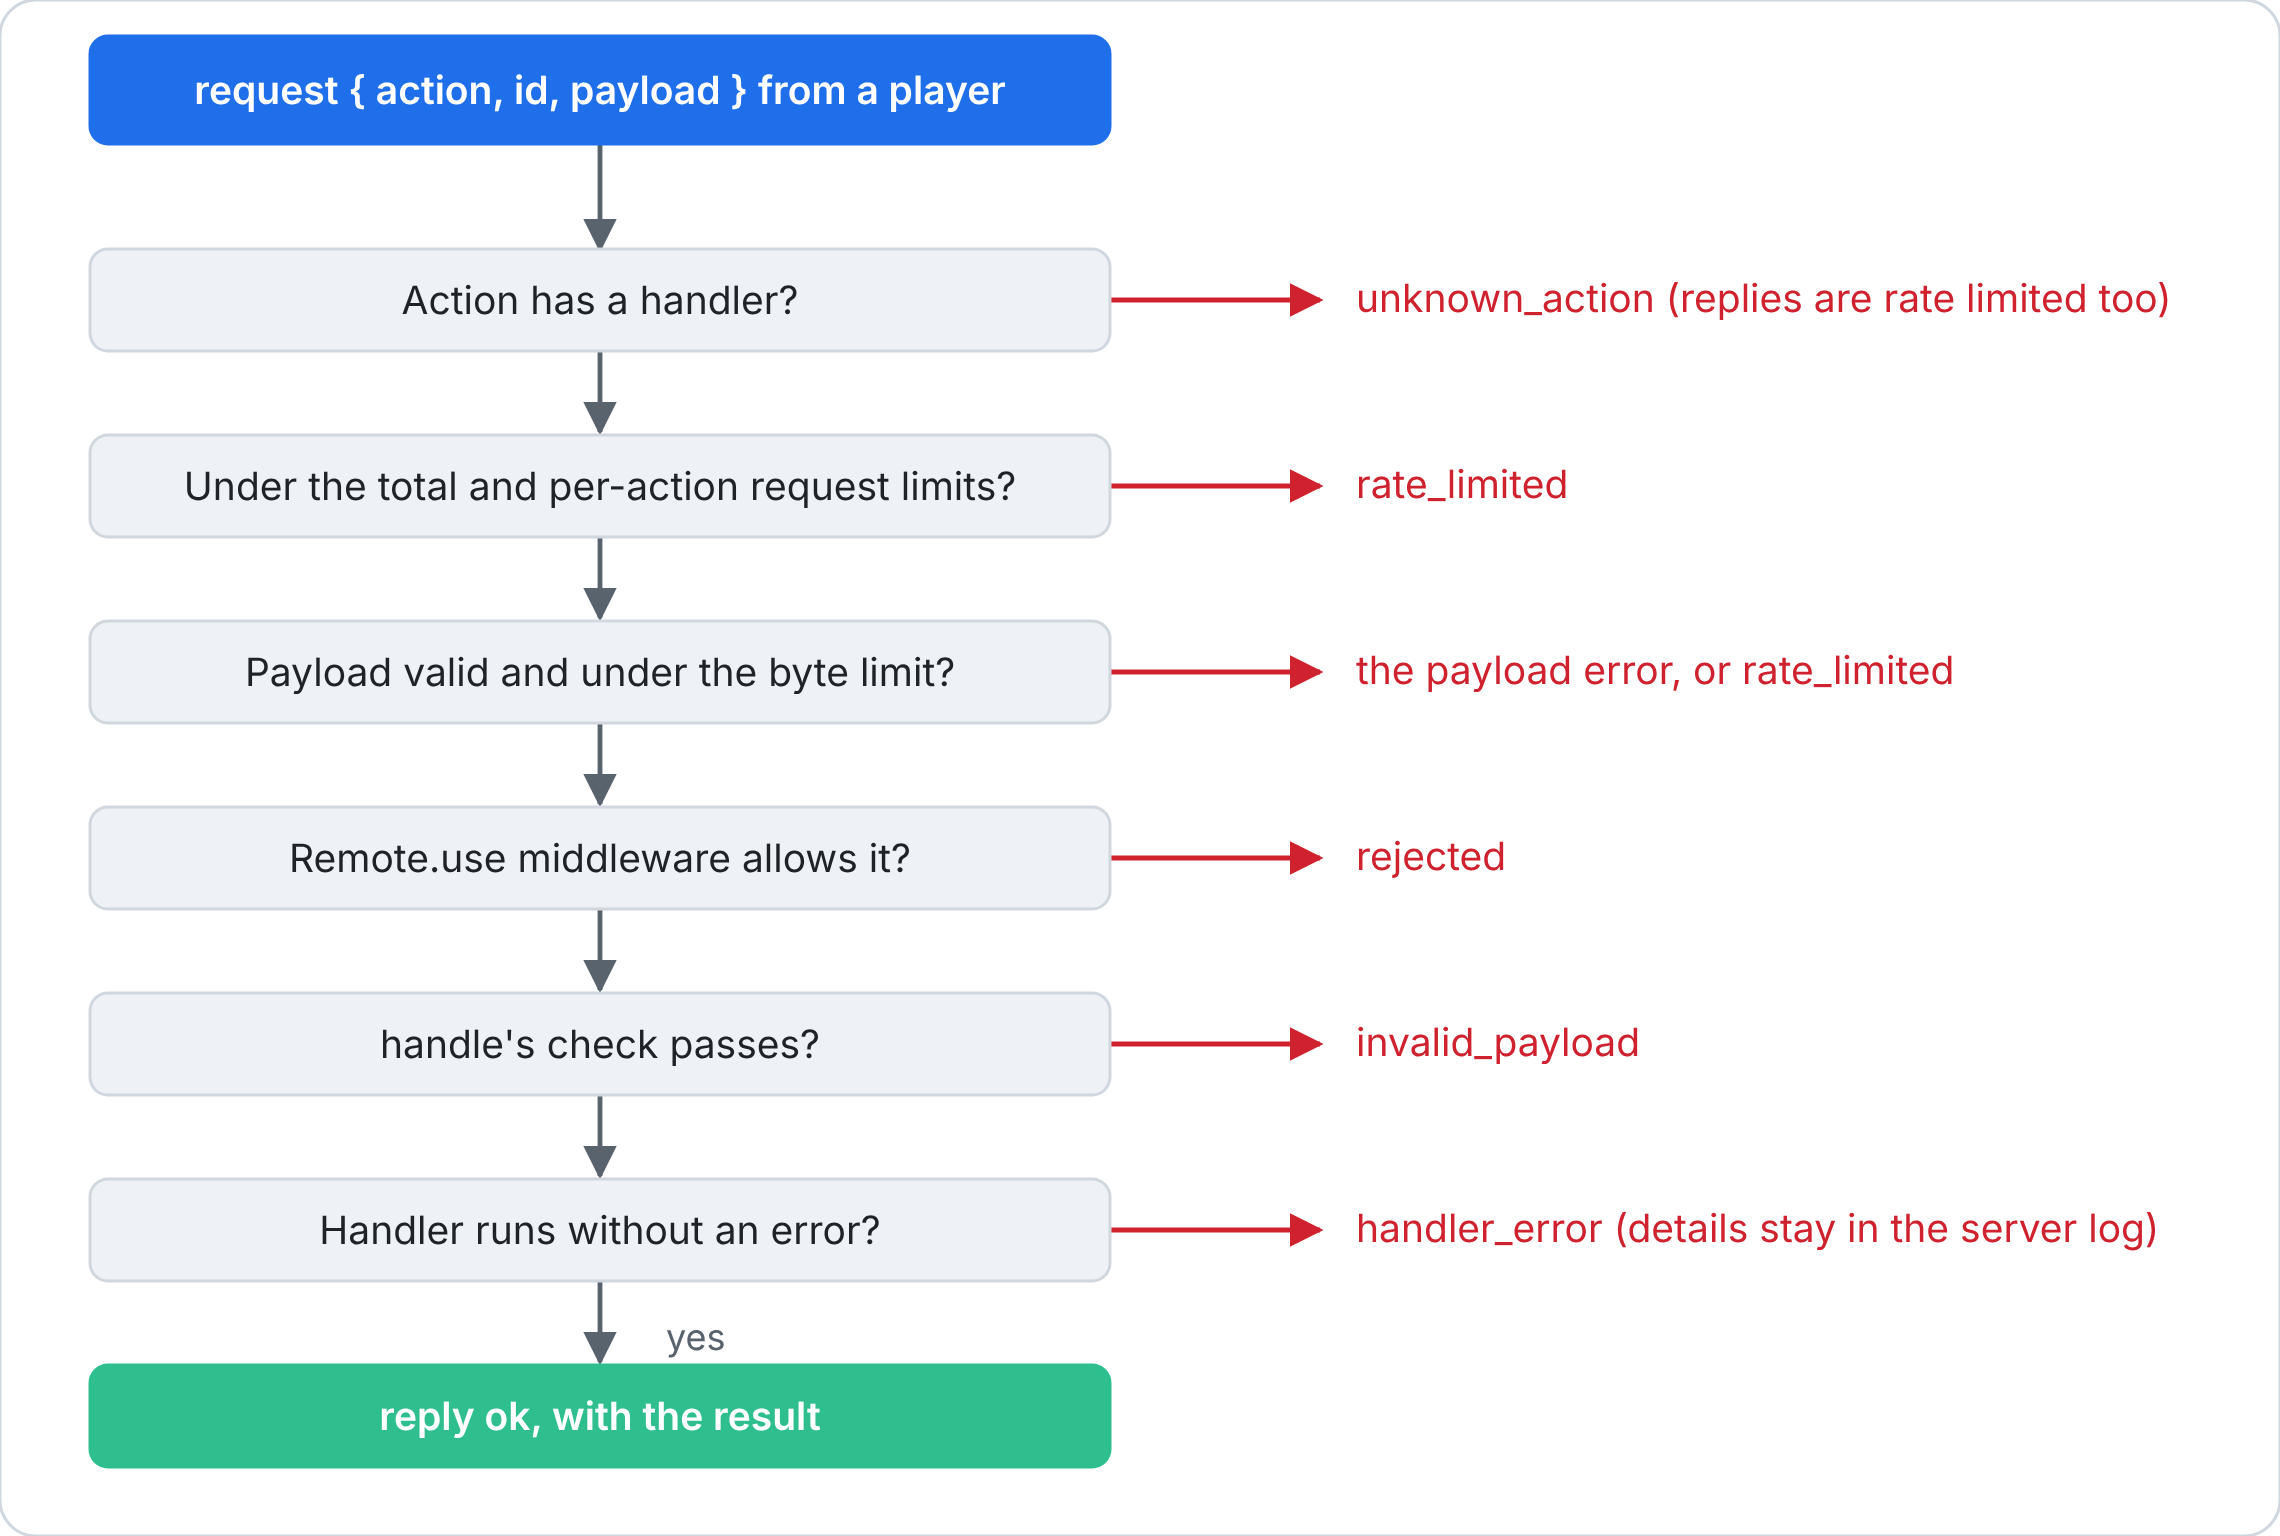 request { action, id, payload } from a player
Action has a handler?
unknown_action (replies are rate limited too)
Under the total and per-action request limits?
rate_limited
Payload valid and under the byte limit?
the payload error, or rate_limited
Remote.use middleware allows it?
rejected
handle's check passes?
invalid_payload
Handler runs without an error?
handler_error (details stay in the server log)
yes
reply ok, with the result